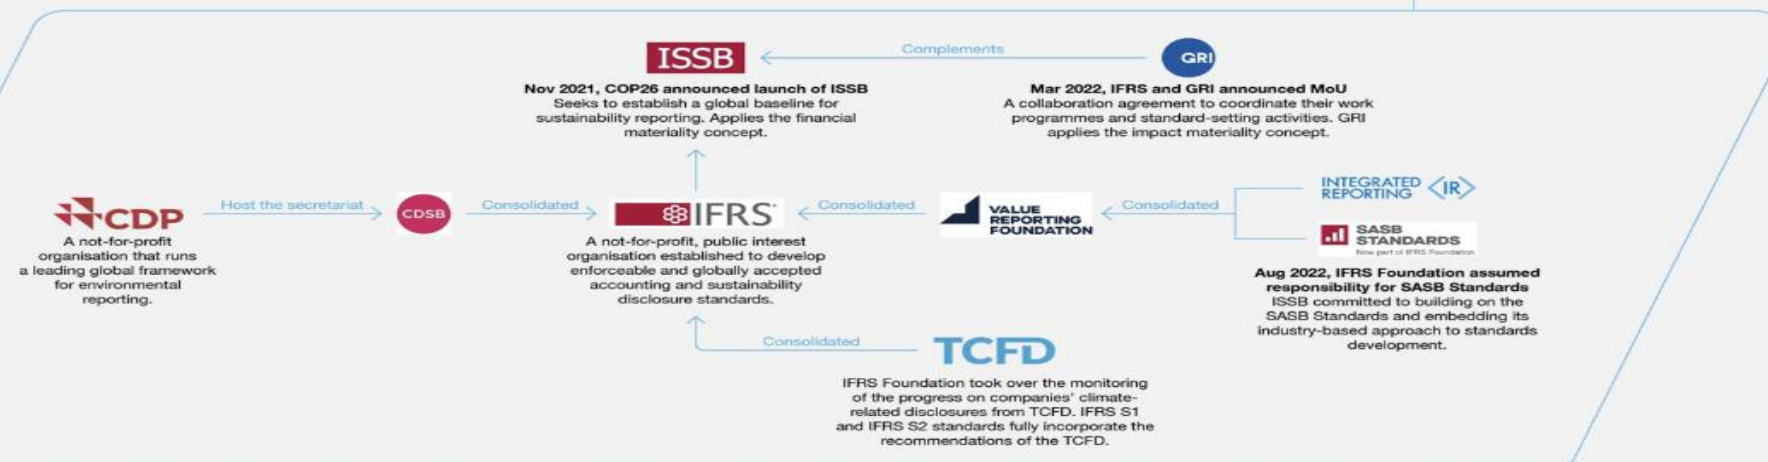 ISSB
Complements
GRI
Nov 2021, COP26 announced launch of ISSB
Seeks to establish a global baseline for
sustainability reporting. Applies the financial
materiality concept.
Mar 2022, IFRS and GRI announced MoU
A collaboration agreement to coordinate their work
programmes and standard-setting activities. GRI
applies the impact materiality concept.
CDP
Host the secretariat
CDSB
Consolidated
IFRS
Consolidated
VALUE
REPORTING
FOUNDATION
Consolidated
INTEGRATED
REPORTING
<IR>
SASB
STANDARDS
Now part of IFRS Foundation
A not-for-profit
organisation that runs
a leading global framework
for environmental
reporting.
A not-for-profit, public interest
organisation established to develop
enforceable and globally accepted
accounting and sustainability
disclosure standards.
Aug 2022, IFRS Foundation assumed
responsibility for SASB Standards
ISSB committed to building on the
SASB Standards and embedding its
industry-based approach to standards
development.
Consolidated
TCFD
IFRS Foundation took over the monitoring
of the progress on companies' climate-
related disclosures from TCFD. IFRS S1
and IFRS S2 standards fully incorporate the
recommendations of the TCFD.